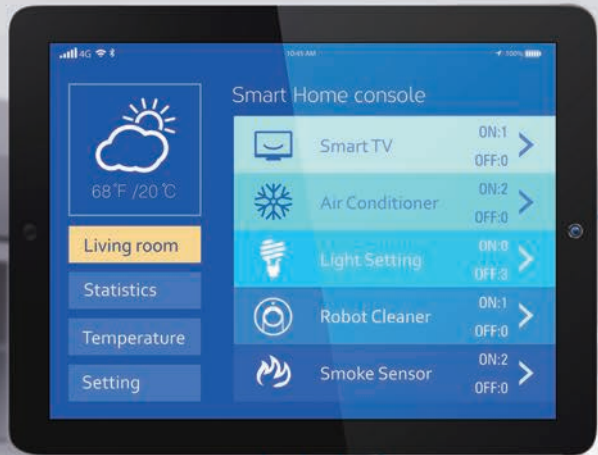 4G
10:45 AM
100%
68°F /20°C
Living room
Statistics
Temperature
Setting
Smart Home console
Smart TV
ON:1
OFF:0
Air Conditioner
ON:2
OFF:0
Light Setting
ON:0
OFF:3
Robot Cleaner
ON:1
OFF:0
Smoke Sensor
ON:2
OFF:0